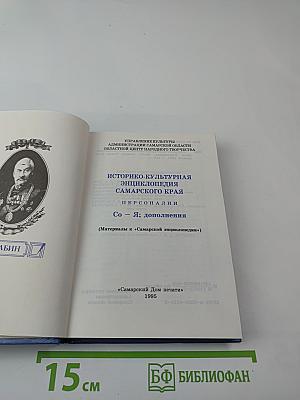 УПРАВЛЕНИЕ КУЛЬТУРЫ
АДМИНИСТРАЦИИ САМАРСКОЙ ОБЛАСТИ
ОБЛАСТНОЙ ЦЕНТР НАРОДНОГО ТВОРЧЕСТВА
ИСТОРИКО-КУЛЬТУРНАЯ
ЭНЦИКЛОПЕДИЯ
САМАРСКОГО КРАЯ
ПЕРСОНАЛИИ
Со – Я; дополнения
(Материалы к «Самарской энциклопедии»)
«Самарский Дом печати»
1995
АБИН
15 см
БФ БИБЛИОФАН